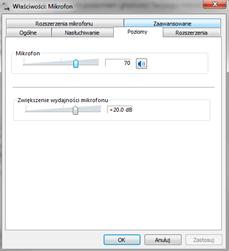 Właściwości: Mikrofon
Rozszerzenia mikrofonu Zaawansowane
Ogólne Nasłuchiwanie Poziomy Rozszerzenia
Mikrofon
70
Zwiększenie wydajności mikrofonu
+20.0 dB
OK Anuluj Zastosuj